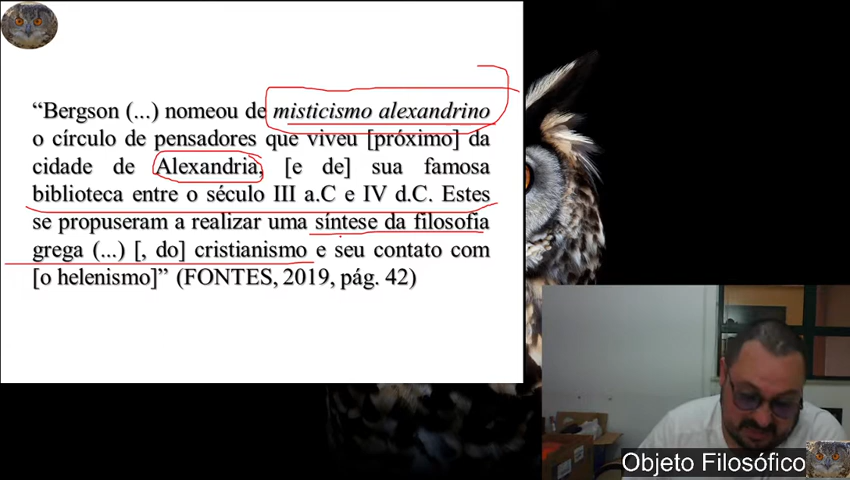 “Bergson (...) nomeou de misticismo alexandrino
o círculo de pensadores que viveu [próximo] da
cidade de Alexandria, [e de] sua famosa
biblioteca entre o século III a.C e IV d.C. Estes
se propuseram a realizar uma síntese da filosofia
grega (...) [, do] cristianismo e seu contato com
[o helenismo]” (FONTES, 2019, pág. 42)
Objeto Filosófico